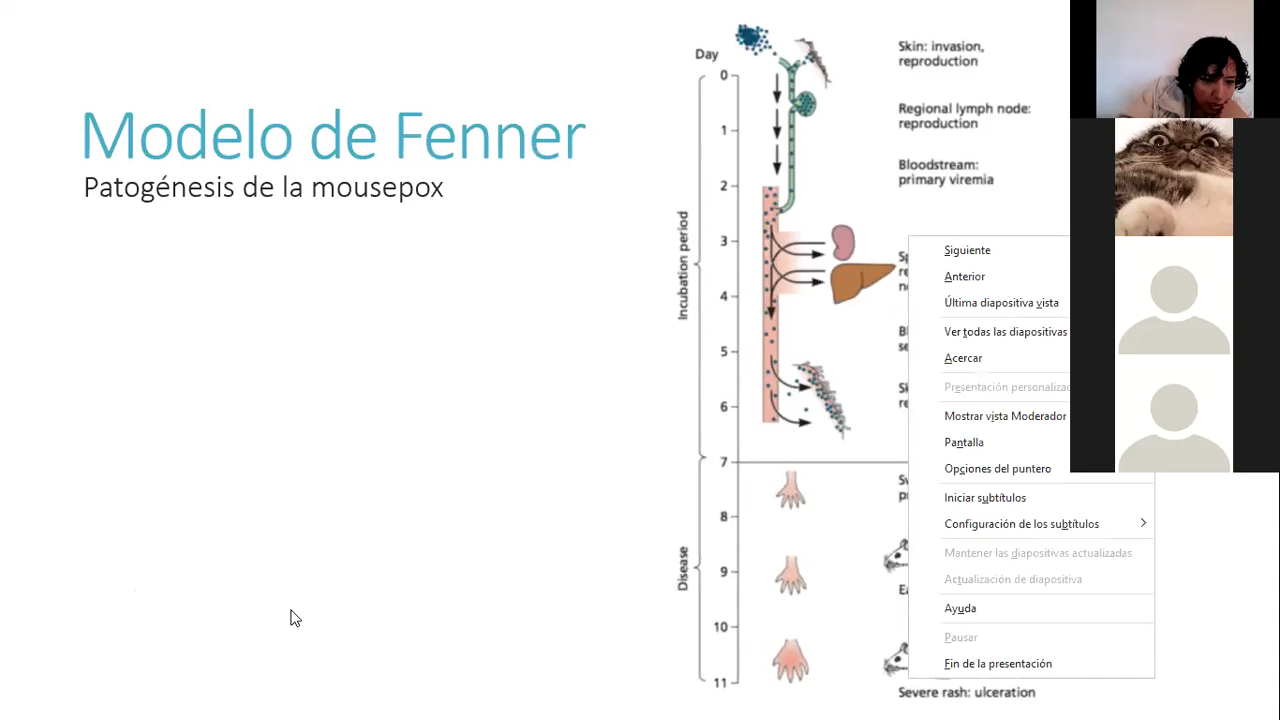 Modelo de Fenner
Patogénesis de la mousepox
Day
0
1
2
3
4
5
6
7
8
9
10
11
Incubation period
Disease
Skin: invasion,
reproduction
Regional lymph node:
reproduction
Bloodstream:
primary viremia
Severe rash: ulceration
Siguiente
Anterior
Última diapositiva vista
Ver todas las diapositivas
Acercar
Mostrar vista Moderador
Pantalla
Opciones del puntero
Iniciar subtítulos
Configuración de los subtítulos
Mantener las diapositivas actualizadas
Actualización de diapositiva
Ayuda
Pausar
Fin de la presentación